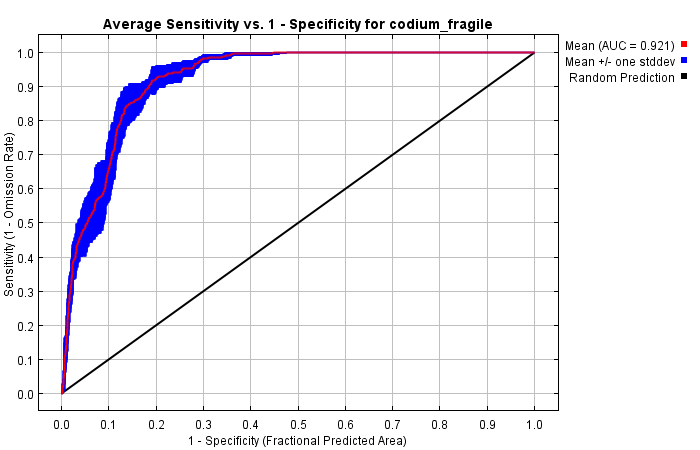 Average Sensitivity vs. 1 - Specificity for codium_fragile
Mean (AUC = 0.921)
Mean +/- one stddev
Random Prediction
Sensitivity (1 - Omission Rate)
1.0
0.9
0.8
0.7
0.6
0.5
0.4
0.3
0.2
0.1
0.0
0.0 0.1 0.2 0.3 0.4 0.5 0.6 0.7 0.8 0.9 1.0
1 - Specificity (Fractional Predicted Area)